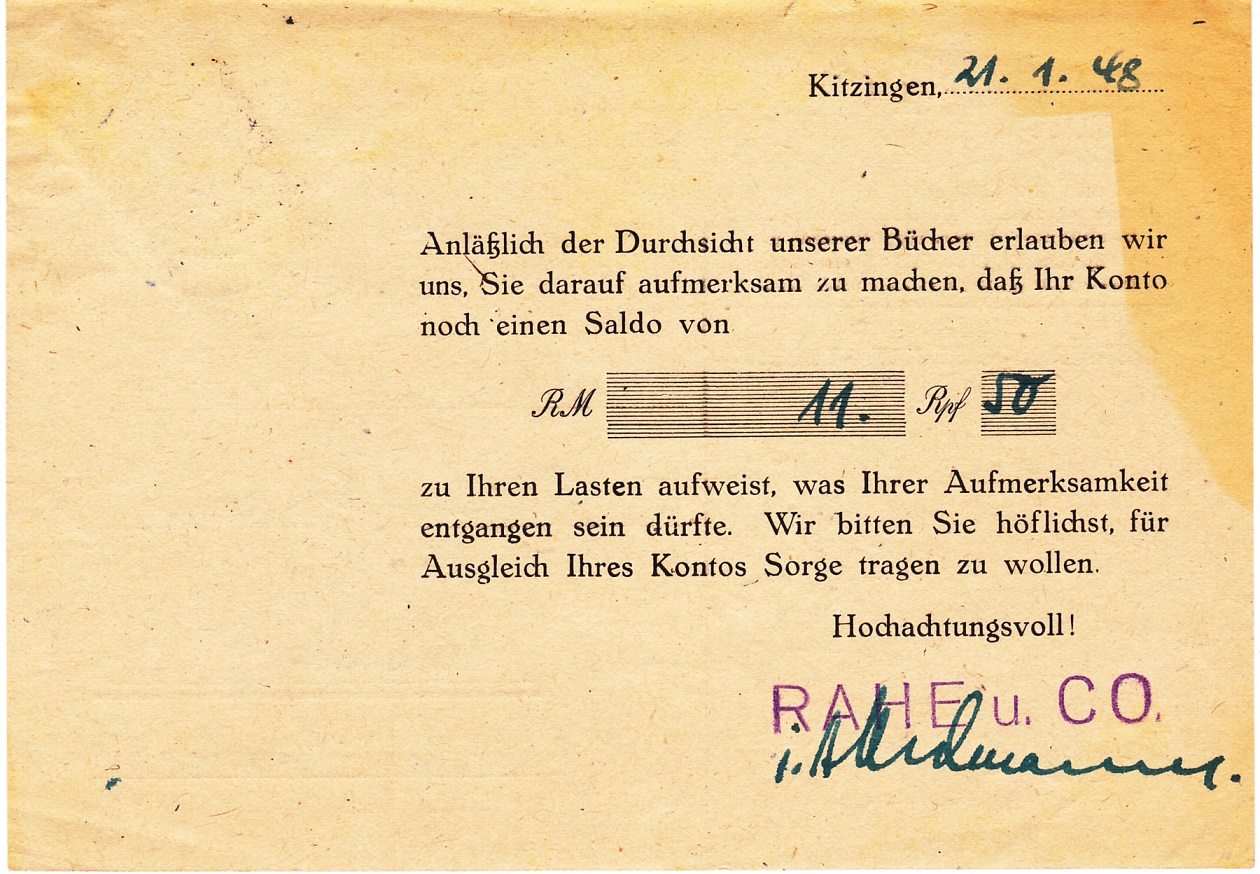 Kitzingen, 21. 1. 48
Anläßlich der Durchsicht unserer Bücher erlauben wir
uns, Sie darauf aufmerksam zu machen, daß Ihr Konto
noch einen Saldo von
RM 11. Rpf 50
zu Ihren Lasten aufweist, was Ihrer Aufmerksamkeit
entgangen sein dürfte. Wir bitten Sie höflichst, für
Ausgleich Ihres Kontos Sorge tragen zu wollen.
Hochachtungsvoll!
RAHE u. CO.
i. A.